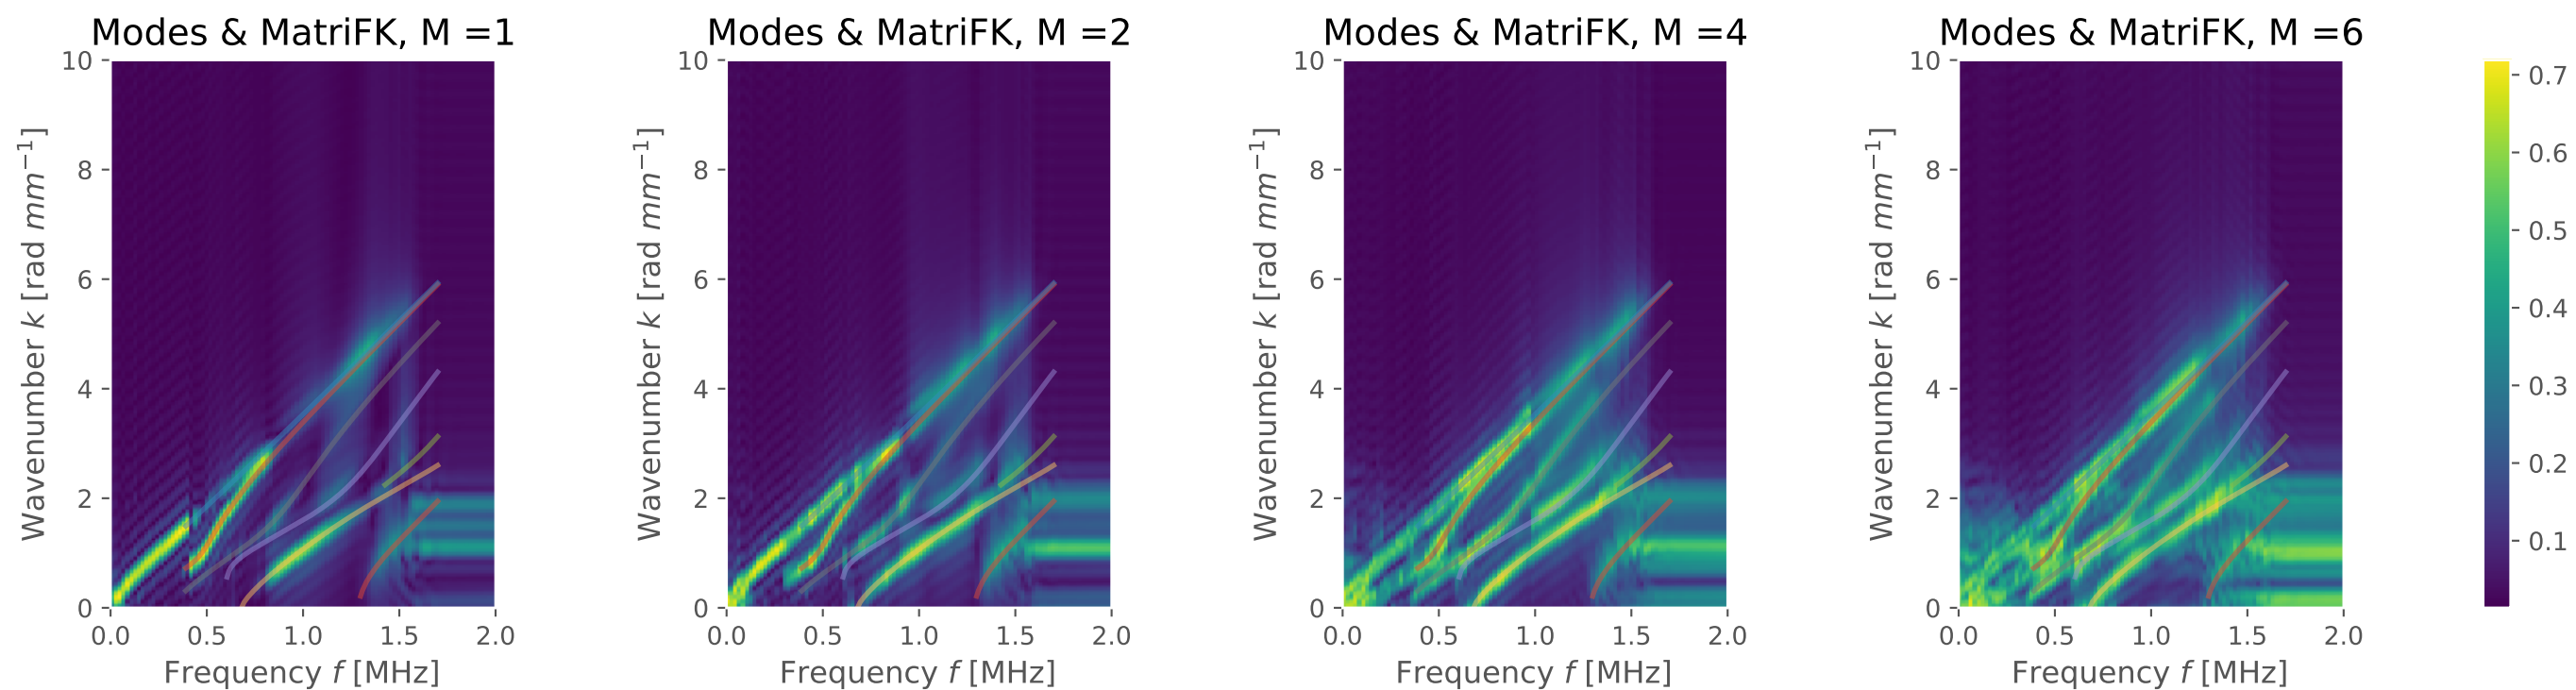 Modes & MatriFK, M =1
Modes & MatriFK, M =2
Modes & MatriFK, M =4
Modes & MatriFK, M =6
10
8
6
4
2
0
Wavenumber k [rad mm⁻¹]
0.0 0.5 1.0 1.5 2.0
Frequency f [MHz]
10
8
6
4
2
0
Wavenumber k [rad mm⁻¹]
0.0 0.5 1.0 1.5 2.0
Frequency f [MHz]
10
8
6
4
2
0
Wavenumber k [rad mm⁻¹]
0.0 0.5 1.0 1.5 2.0
Frequency f [MHz]
10
8
6
4
2
0
Wavenumber k [rad mm⁻¹]
0.0 0.5 1.0 1.5 2.0
Frequency f [MHz]
0.7
0.6
0.5
0.4
0.3
0.2
0.1